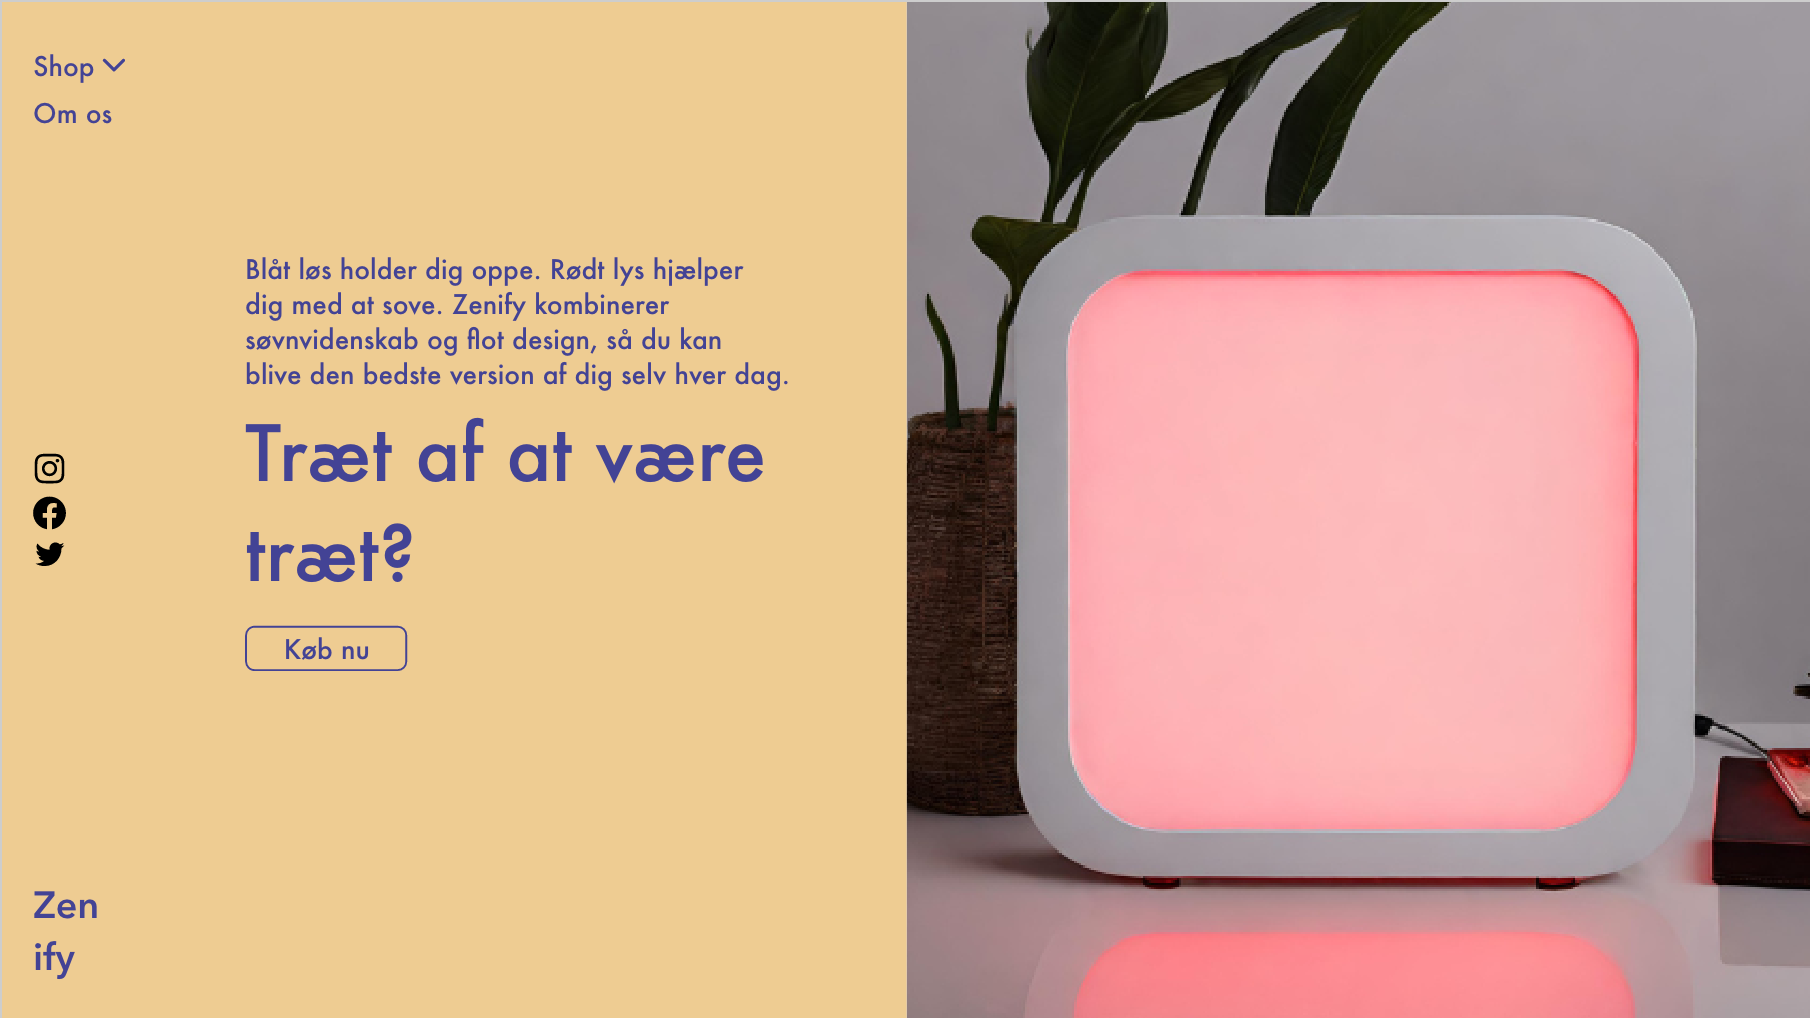 Shop
Om os
Blåt løs holder dig oppe. Rødt lys hjælper
dig med at sove. Zenify kombinerer
søvnvidenskab og flot design, så du kan
blive den bedste version af dig selv hver dag.
Træt af at være
træt?
Køb nu
Zen
ify